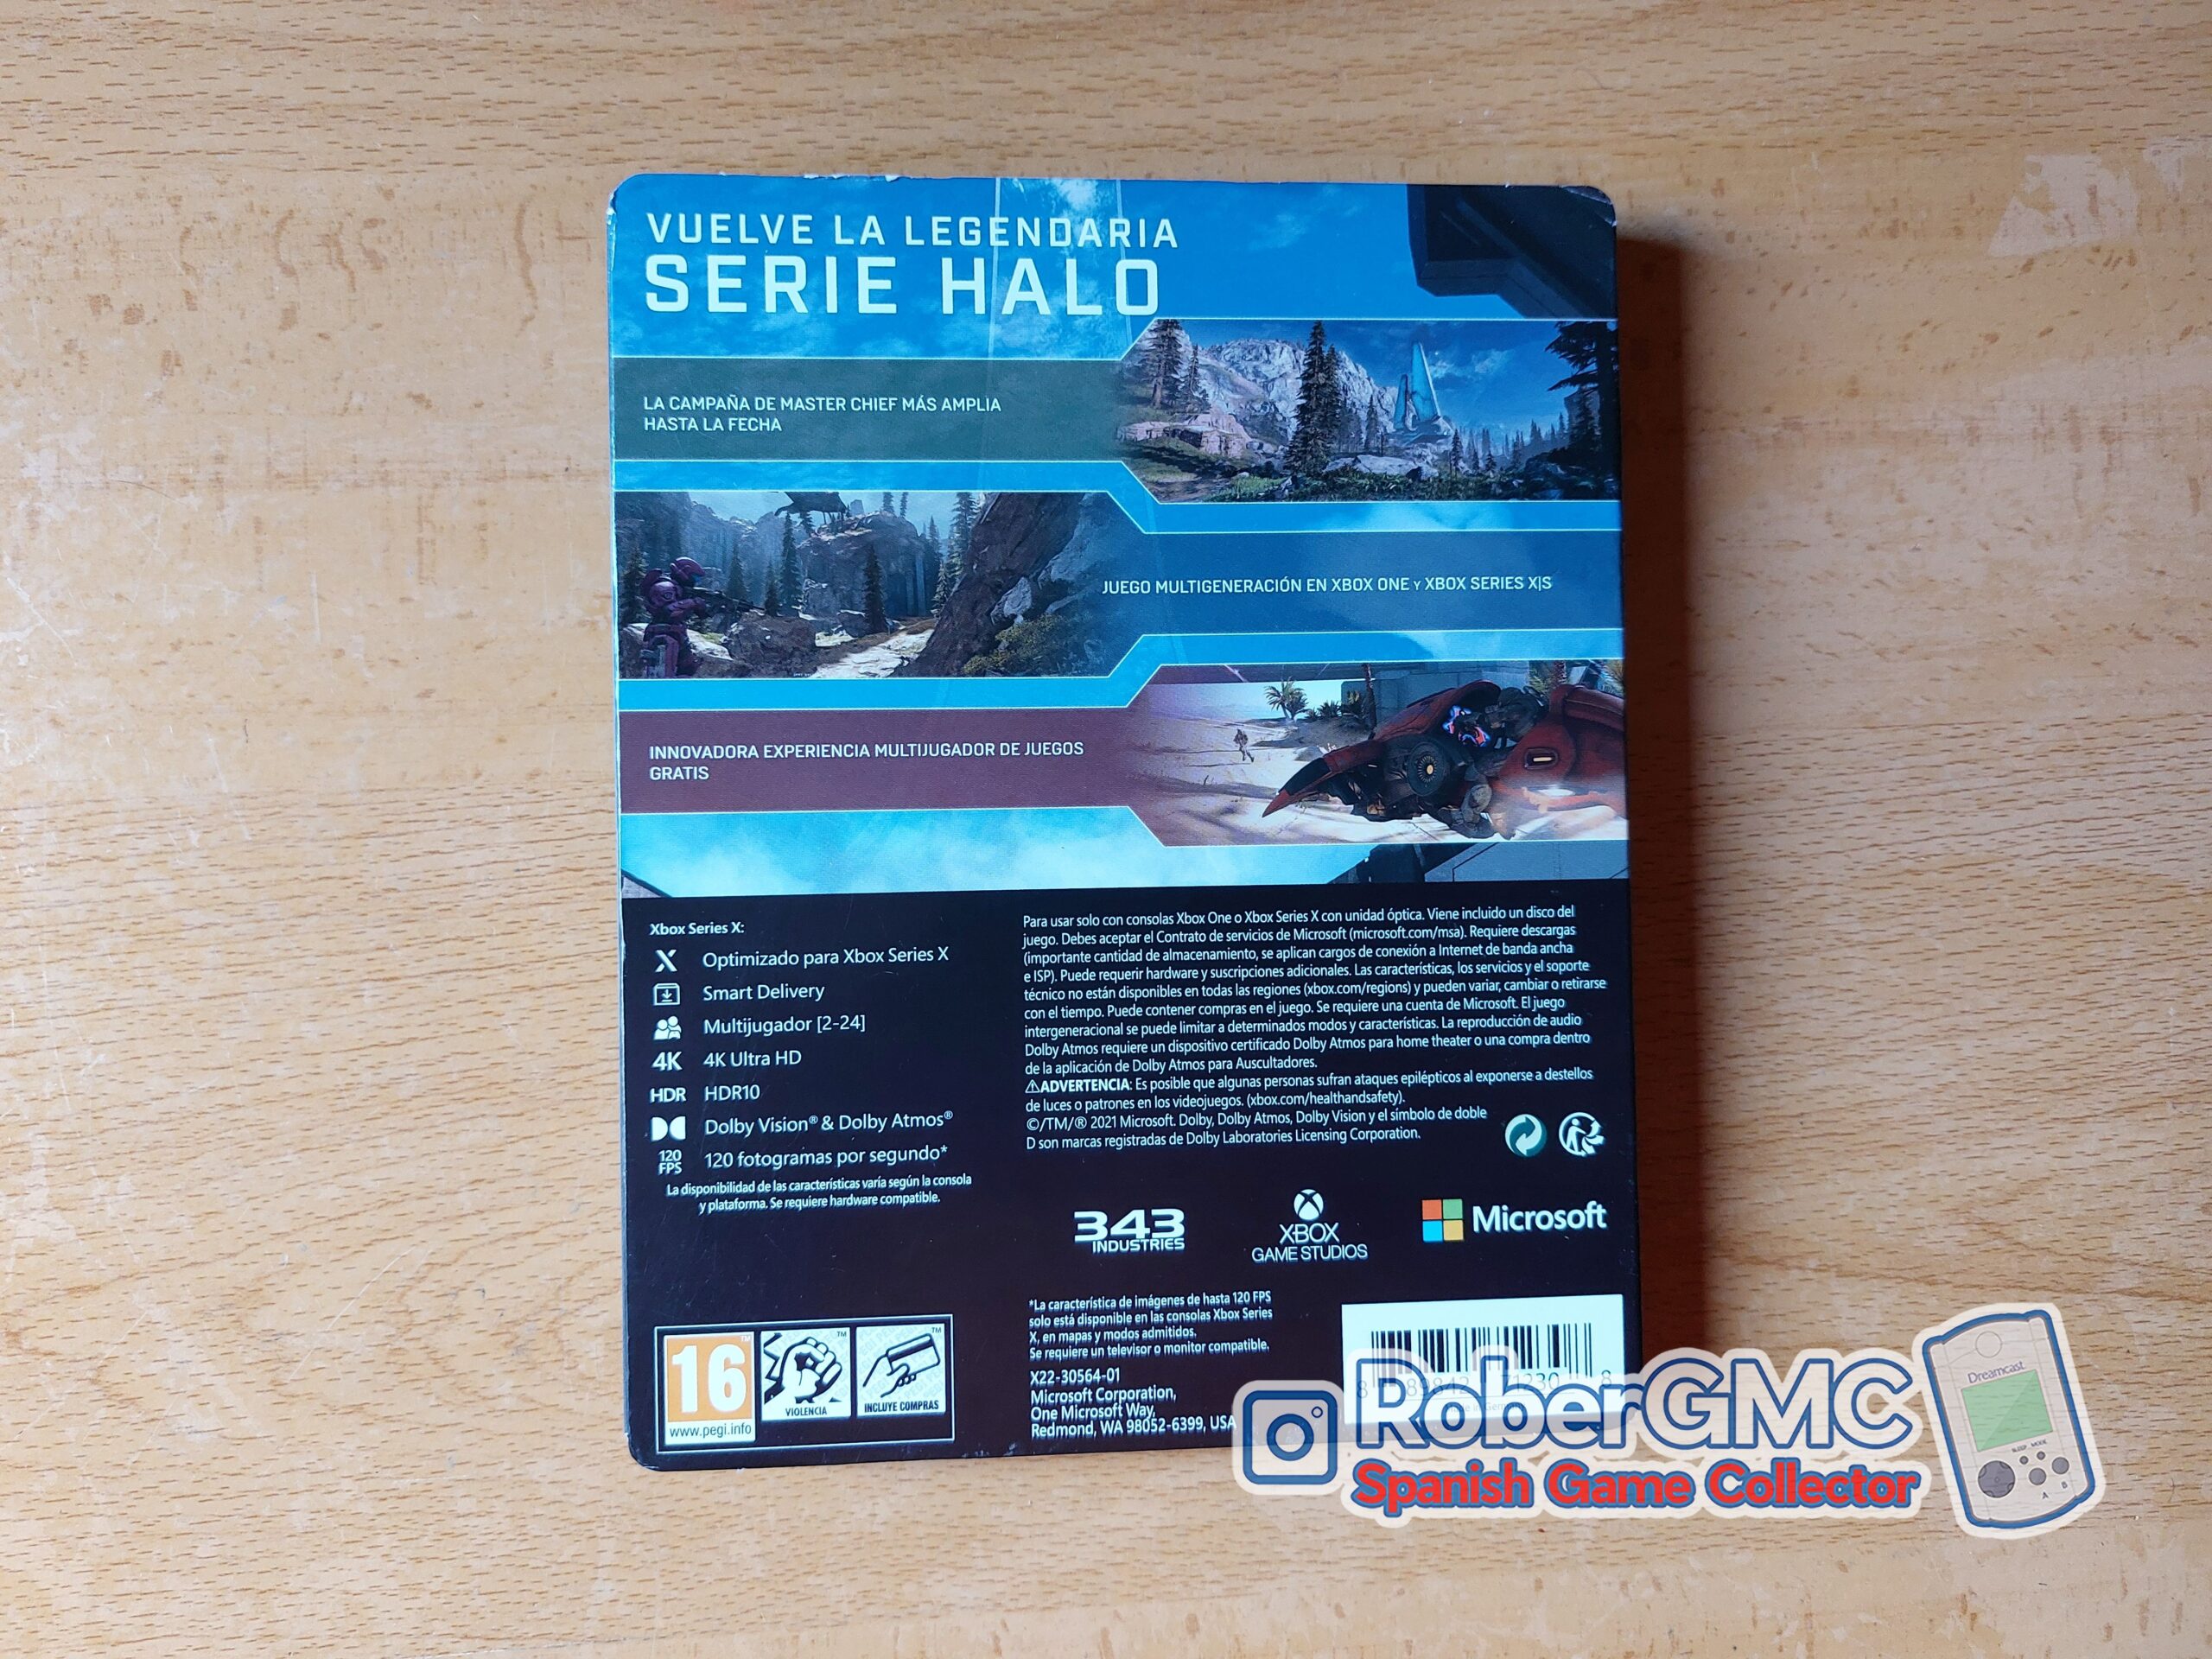 VUELVE LA LEGENDARIA
SERIE HALO
LA CAMPAÑA DE MASTER CHIEF MÁS AMPLIA
HASTA LA FECHA
JUEGO MULTIGENERACIÓN EN XBOX ONE Y XBOX SERIES X|S
INNOVADORA EXPERIENCIA MULTIJUGADOR DE JUEGOS
GRATIS
Xbox Series X:
Optimizado para Xbox Series X
Smart Delivery
Multijugador [2-24]
4K 4K Ultra HD
HDR HDR10
Dolby Vision® & Dolby Atmos®
120
FPS 120 fotogramas por segundo*
La disponibilidad de las características varía según la consola
y plataforma. Se requiere hardware compatible.
Para usar solo con consolas Xbox One o Xbox Series X con unidad óptica. Viene incluido un disco del
juego. Debes aceptar el Contrato de servicios de Microsoft (microsoft.com/msa). Requiere descargas
(importante cantidad de almacenamiento, se aplican cargos de conexión a Internet de banda ancha
e ISP). Puede requerir hardware y suscripciones adicionales. Las características, los servicios y el soporte
técnico no están disponibles en todas las regiones (xbox.com/regions) y pueden variar, cambiar o retirarse
con el tiempo. Puede contener compras en el juego. Se requiere una cuenta de Microsoft. El juego
intergeneracional se puede limitar a determinados modos y características. La reproducción de audio
Dolby Atmos requiere un dispositivo certificado Dolby Atmos para home theater o una compra dentro
de la aplicación de Dolby Atmos para Auscultadores.
⚠ADVERTENCIA: Es posible que algunas personas sufran ataques epilépticos al exponerse a destellos
de luces o patrones en los videojuegos. (xbox.com/healthandsafety).
©/TM/® 2021 Microsoft. Dolby, Dolby Atmos, Dolby Vision y el símbolo de doble
D son marcas registradas de Dolby Laboratories Licensing Corporation.
343
INDUSTRIES
XBOX
GAME STUDIOS
Microsoft
*La característica de imágenes de hasta 120 FPS
solo está disponible en las consolas Xbox Series
X, en mapas y modos admitidos.
Se requiere un televisor o monitor compatible.
X22-30564-01
Microsoft Corporation,
One Microsoft Way,
Redmond, WA 98052-6399, USA
16
www.pegi.info
VIOLENCIA
INCLUYE COMPRAS
RoberGMC
Spanish Game Collector
Dreamcast
SLEEP MODE
A B